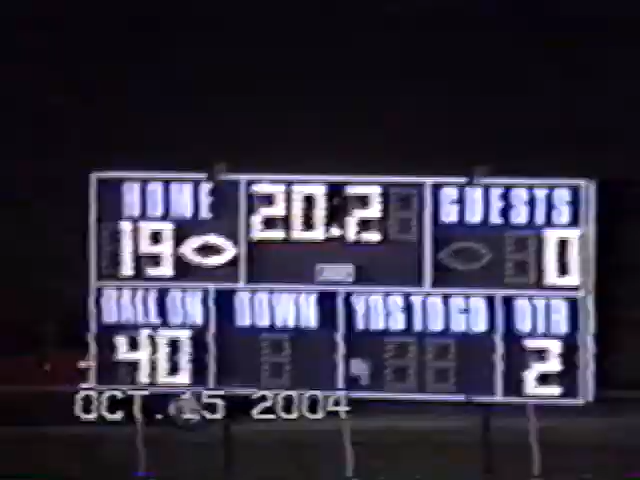 HOME 20.2 GUESTS
19 0
BALL ON DOWN YDS TO GO QTR
40 2
OCT. 15 2004